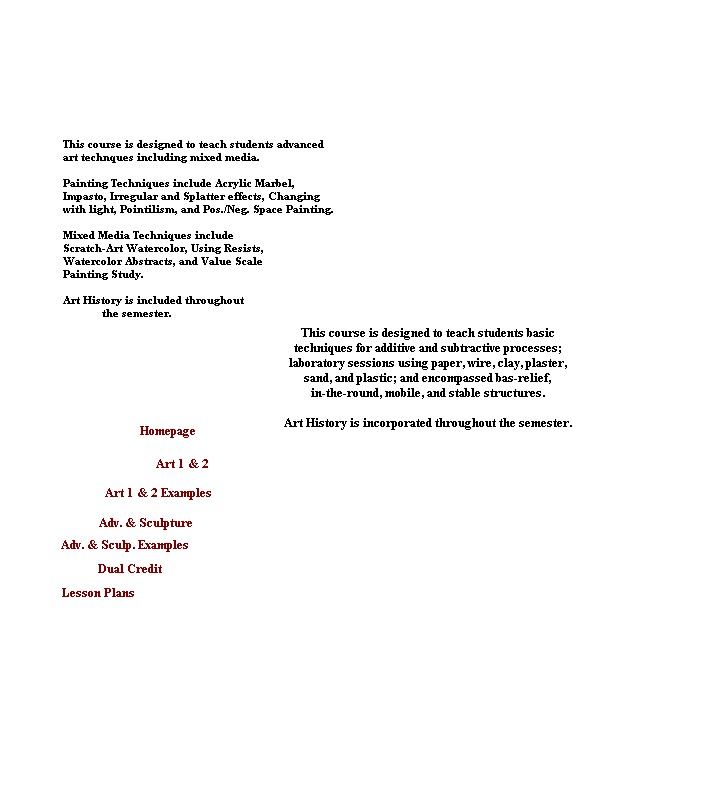 This course is designed to teach students advanced
art technques including mixed media.
Painting Techniques include Acrylic Marbel,
Impasto, Irregular and Splatter effects, Changing
with light, Pointilism, and Pos./Neg. Space Painting.
Mixed Media Techniques include
Scratch-Art Watercolor, Using Resists,
Watercolor Abstracts, and Value Scale
Painting Study.
Art History is included throughout
the semester.
This course is designed to teach students basic
techniques for additive and subtractive processes;
laboratory sessions using paper, wire, clay, plaster,
sand, and plastic; and encompassed bas-relief,
in-the-round, mobile, and stable structures.
Art History is incorporated throughout the semester.
Homepage
Art 1 & 2
Art 1 & 2 Examples
Adv. & Sculpture
Adv. & Sculp. Examples
Dual Credit
Lesson Plans